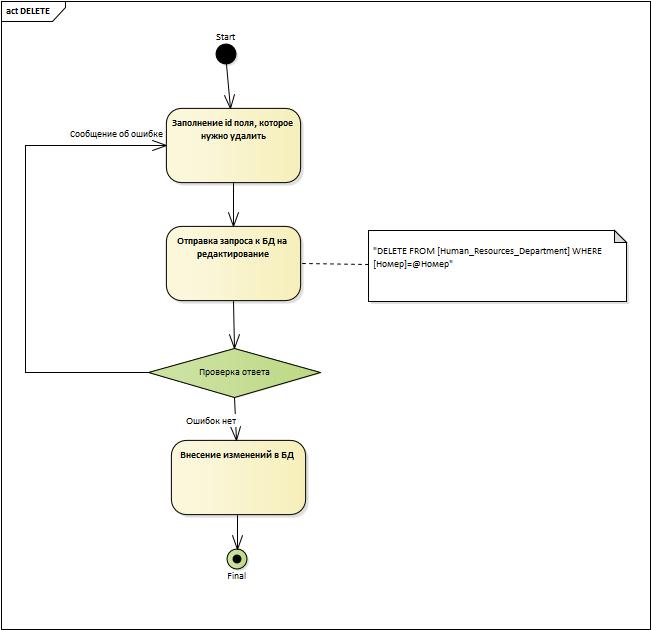 act DELETE
Start
Заполнение id поля, которое
нужно удалить
Сообщение об ошибке
Отправка запроса к БД на
редактирование
"DELETE FROM [Human_Resources_Department] WHERE
[Номер]=@Номер"
Проверка ответа
Ошибок нет
Внесение изменений в БД
Final